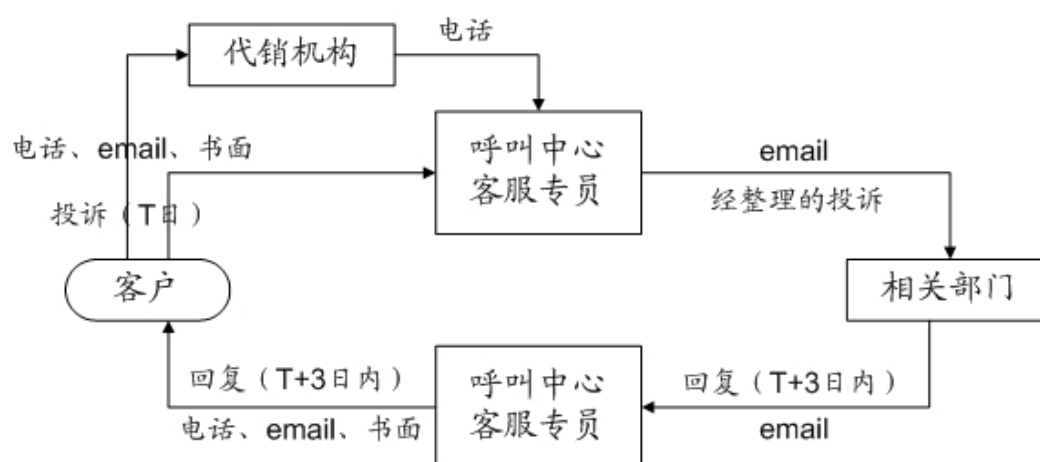 电话
代销机构
电话、email、书面
呼叫中心
客服专员
email
投诉（T日）
经整理的投诉
客户
相关部门
回复（T+3日内）
呼叫中心
客服专员
回复（T+3日内）
电话、email、书面
email